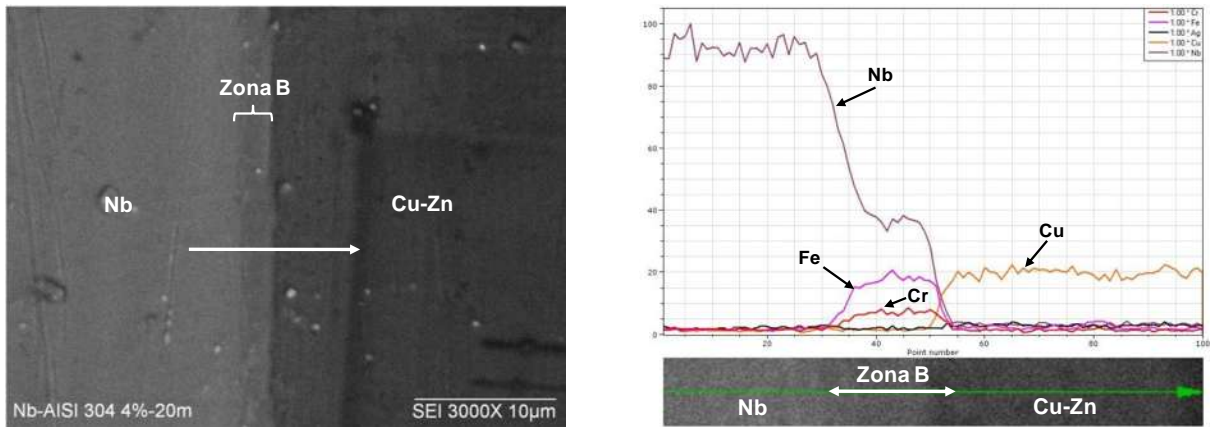 Zona B
Nb
Cu-Zn
Nb-AISI 304 4%-20m
SEI 3000X 10µm
100
80
60
40
20
0
20
40
60
80
100
Point number
1.00 * Cr
1.00 * Fe
1.00 * Ag
1.00 * Cu
1.00 * Nb
Nb
Cu
Fe
Cr
Zona B
Nb
Cu-Zn